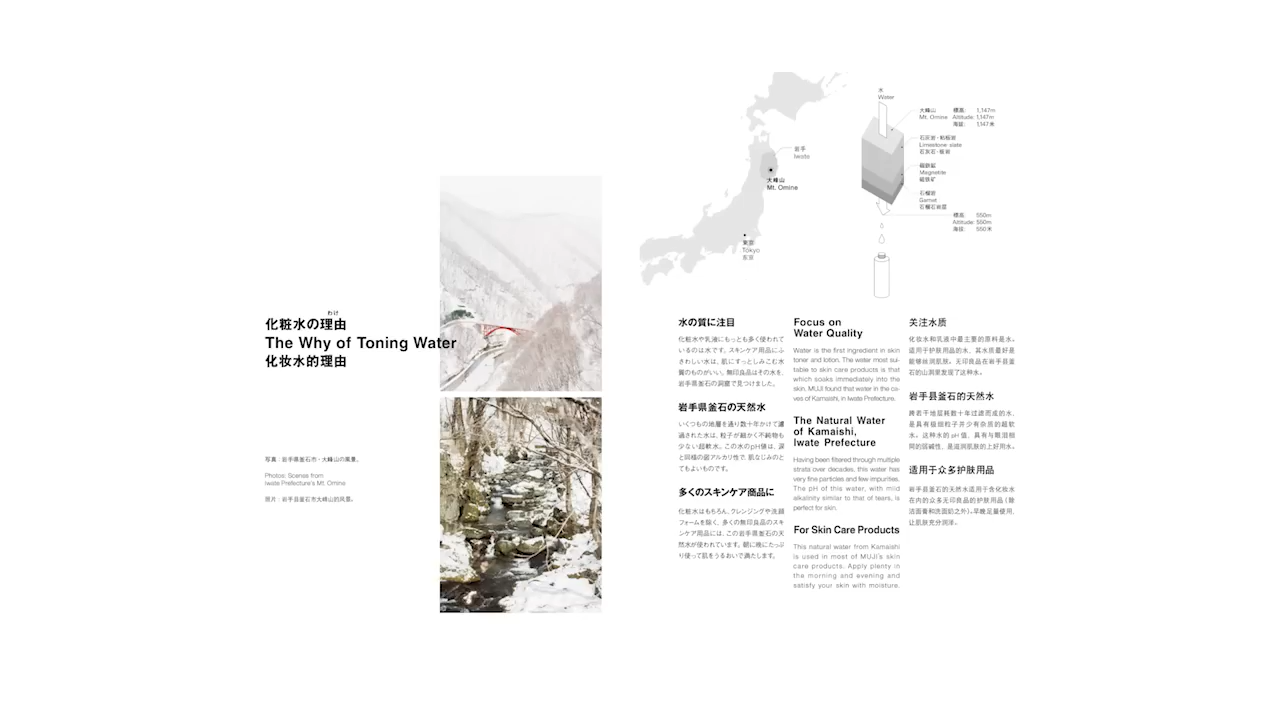 わけ
化粧水の理由
The Why of Toning Water
化妆水的理由
写真：岩手県釜石市・大峰山の風景。
Photos: Scenes from
Iwate Prefecture's Mt. Omine
照片：岩手县釜石市大峰山的风景。
水
Water
大峰山
Mt. Omine
標高: 1,147m
Altitude: 1,147m
海拔: 1,147米
石灰岩・粘板岩
Limestone·slate
石灰石·板岩
磁鉄鉱
Magnetite
磁铁矿
石榴岩
Garnet
石榴石岩层
標高: 550m
Altitude: 550m
海拔: 550米
岩手
Iwate
大峰山
Mt. Omine
東京
Tokyo
东京
水の質に注目
化粧水や乳液にもっとも多く使われて
いるのは水です。スキンケア用品にふ
さわしい水は、肌にすっとしみこむ水
質のものがいい。無印良品はその水を、
岩手県釜石の洞窟で見つけました。
岩手県釜石の天然水
いくつもの地層を通り数十年かけて濾
過された水は、粒子が細かく不純物も
少ない超軟水。この水のpH値は、涙
と同様の弱アルカリ性で、肌なじみのと
てもよいものです。
多くのスキンケア商品に
化粧水はもちろん、クレンジングや洗顔
フォームを除く、多くの無印良品のスキ
ンケア用品には、この岩手県釜石の天
然水が使われています。朝に晩にたっぷ
り使って肌をうるおいで満たします。
Focus on
Water Quality
Water is the first ingredient in skin
toner and lotion. The water most sui-
table to skin care products is that
which soaks immediately into the
skin. MUJI found that water in the ca-
ves of Kamaishi, in Iwate Prefecture.
The Natural Water
of Kamaishi,
Iwate Prefecture
Having been filtered through multiple
strata over decades, this water has
very fine particles and few impurities.
The pH of this water, with mild
alkalinity similar to that of tears, is
perfect for skin.
For Skin Care Products
This natural water from Kamaishi
is used in most of MUJI's skin
care products. Apply plenty in
the morning and evening and
satisfy your skin with moisture.
关注水质
化妆水和乳液中最主要的原料是水。
适用于护肤品的水，其水质最好是
能够丝润肌肤。无印良品在岩手县釜
石的山洞里发现了这种水。
岩手县釜石的天然水
跨若干地层耗数十年过滤而成的水，
是具有极细粒子并少有杂质的超软
水。这种水的pH值，具有与眼泪相
同的弱碱性，是滋润肌肤的上好用水。
适用于众多护肤用品
岩手县釜石的天然水适用于含化妆水
在内的众多无印良品的护肤用品（除
洁面膏和洗面奶之外）。早晚足量使用，
让肌肤充分润泽。